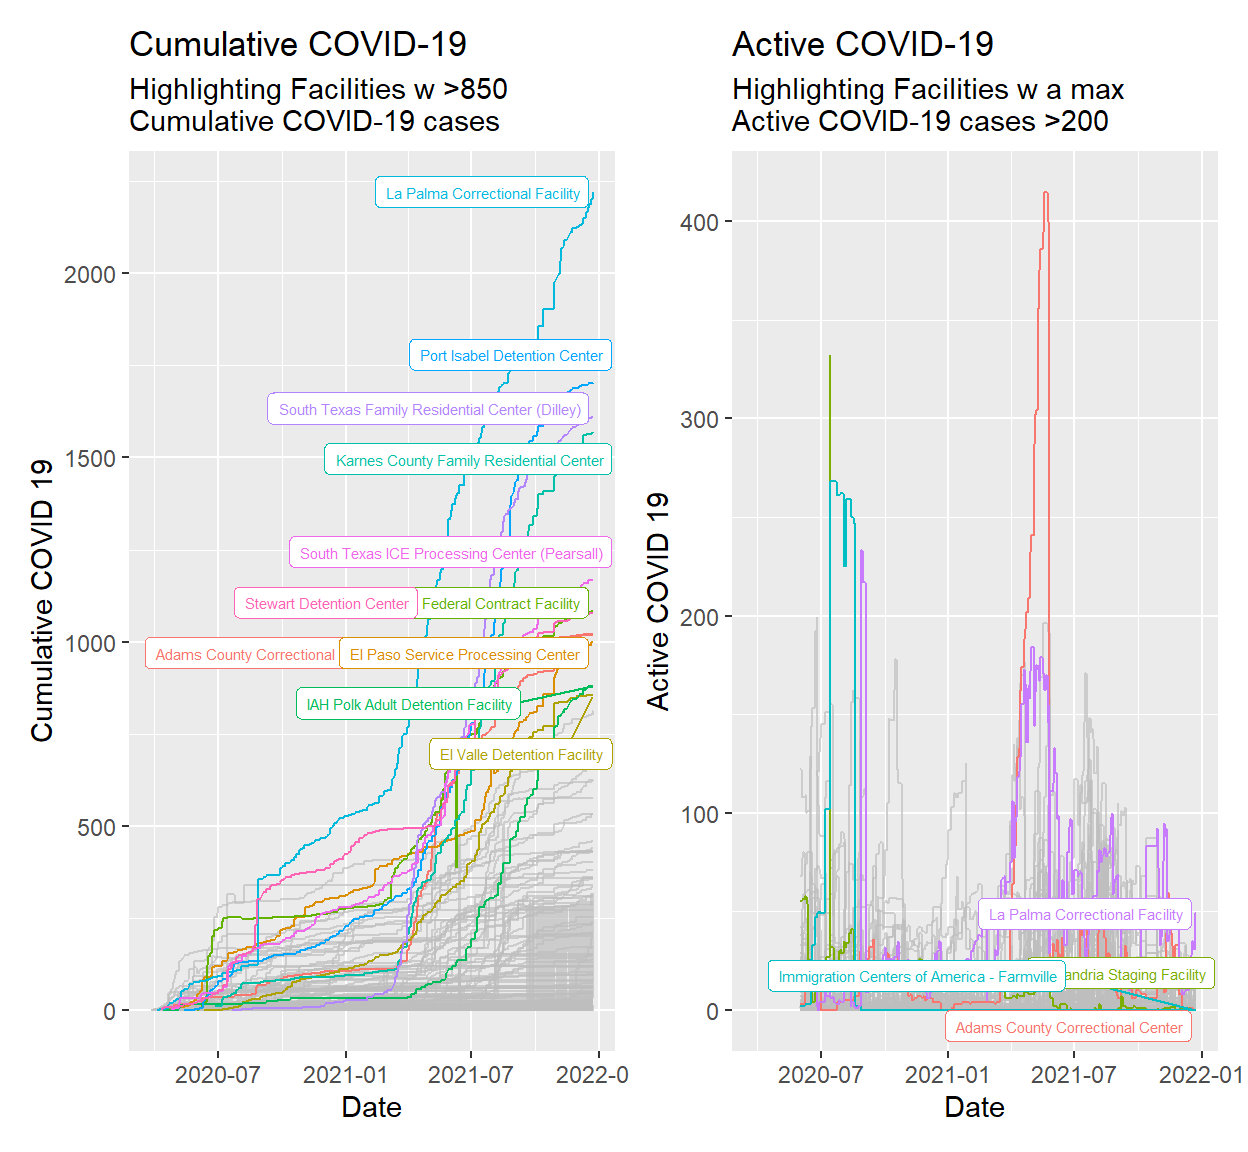 Cumulative COVID-19
Highlighting Facilities w >850
Cumulative COVID-19 cases
Cumulative COVID 19
2000
1500
1000
500
0
La Palma Correctional Facility
Port Isabel Detention Center
South Texas Family Residential Center (Dilley)
Karnes County Family Residential Center
South Texas ICE Processing Center (Pearsall)
Stewart Detention Center
Federal Contract Facility
Adams County Correctional
El Paso Service Processing Center
IAH Polk Adult Detention Facility
El Valle Detention Facility
2020-07
2021-01
2021-07
2022-0
Date
Active COVID-19
Highlighting Facilities w a max
Active COVID-19 cases >200
Active COVID 19
400
300
200
100
0
La Palma Correctional Facility
Immigration Centers of America - Farmville
andria Staging Facility
Adams County Correctional Center
2020-07
2021-01
2021-07
2022-01
Date